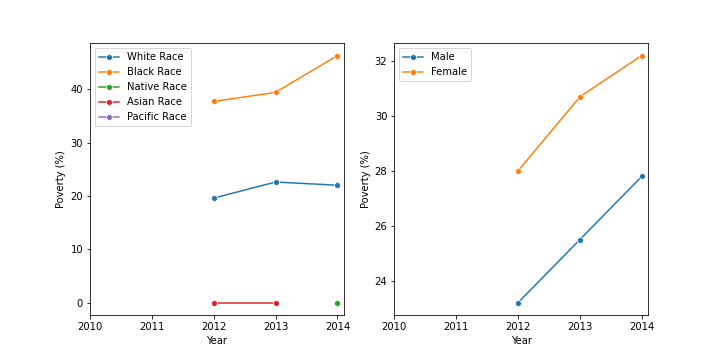 White Race
Black Race
Native Race
Asian Race
Pacific Race
Poverty (%)
40
30
20
10
0
2010 2011 2012 2013 2014
Year
Male
Female
Poverty (%)
32
30
28
26
24
2010 2011 2012 2013 2014
Year